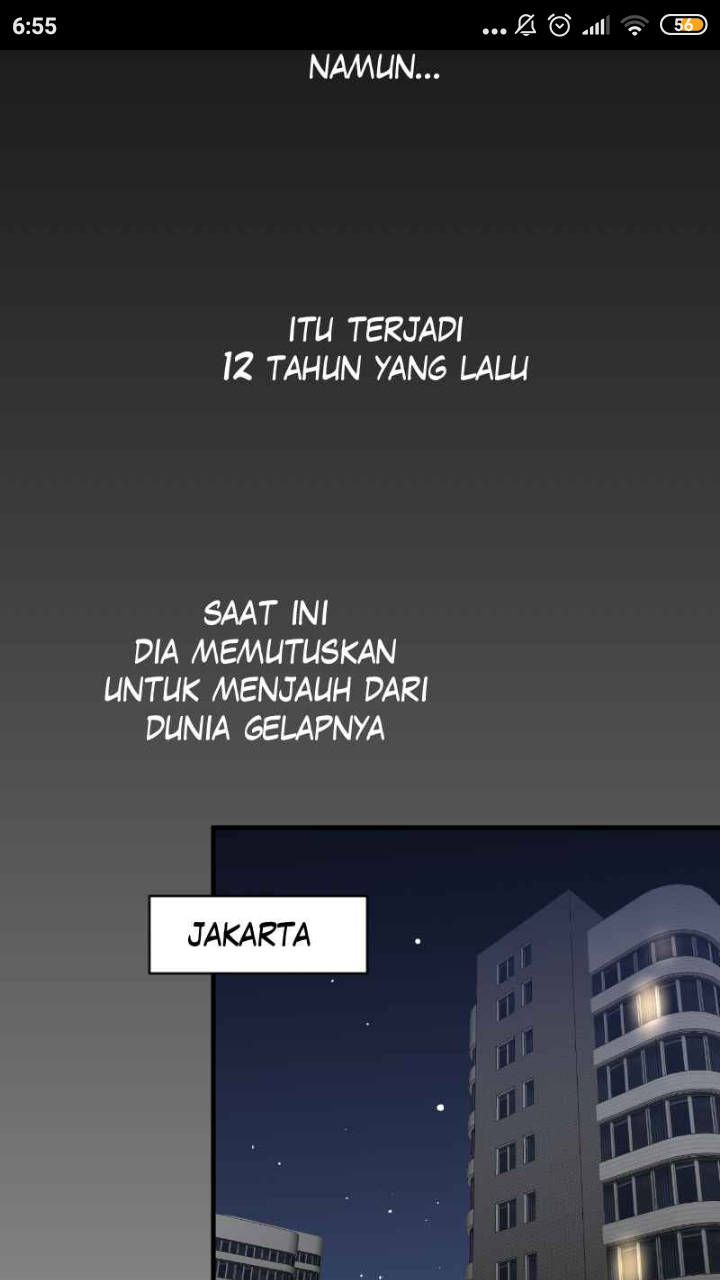 6:55
56
NAMUN...
ITU TERJADI
12 TAHUN YANG LALU
SAAT INI
DIA MEMUTUSKAN
UNTUK MENJAUH DARI
DUNIA GELAPNYA
JAKARTA